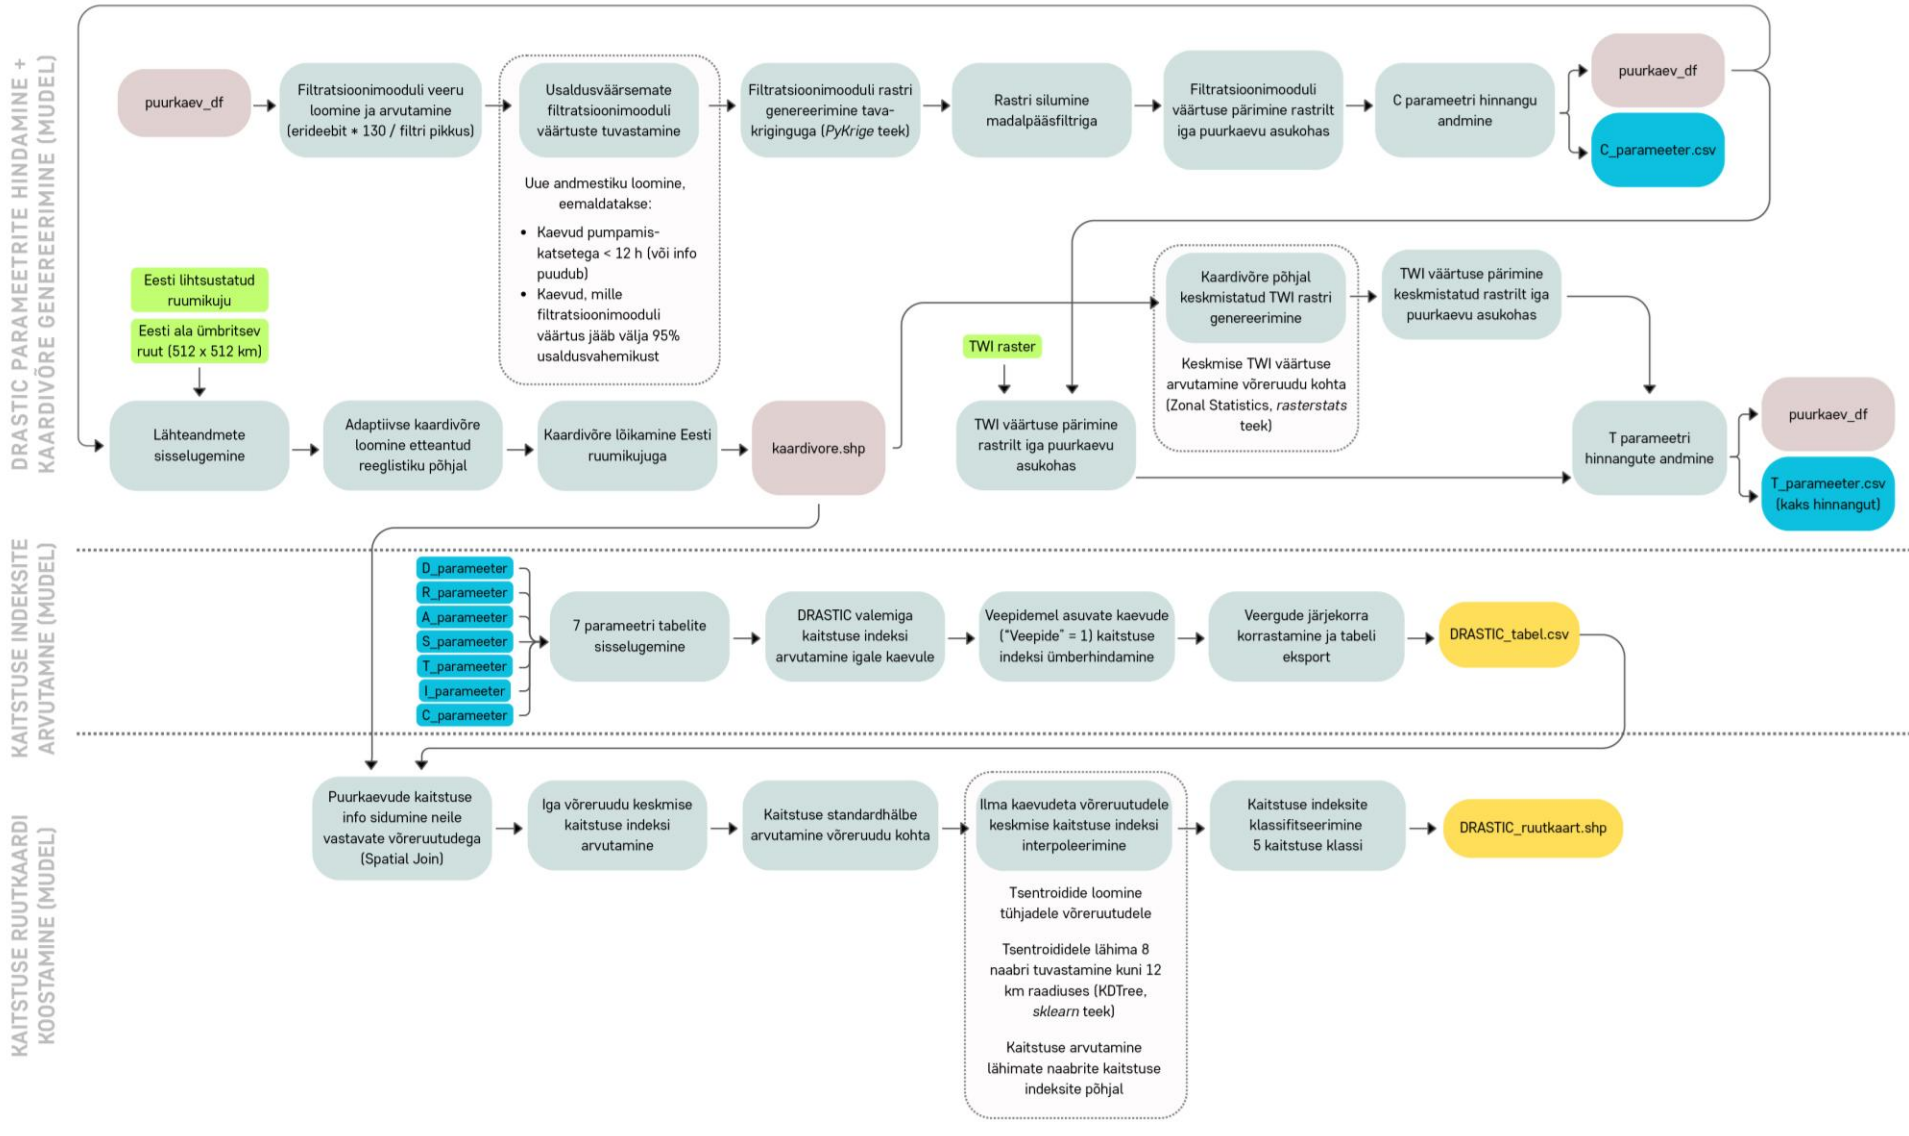 DRASTIC PARAMEETRITE HINDAMINE +
KAARDIVÕRE GENEREERIMINE (MUDEL)
puurkaev_df
Filtratsioonimooduli veeru
loomine ja arvutamine
(erideebit * 130 / filtri pikkus)
Usaldusväärsemate
filtratsioonimooduli
väärtuste tuvastamine
Uue andmestiku loomine,
eemaldatakse:
• Kaevud pumpamis-
katsetega < 12 h (või info
puudub)
• Kaevud, mille
filtratsioonimooduli
väärtus jääb välja 95%
usaldusvahemikust
Filtratsioonimooduli rastri
genereerimine tava-
kriginguga (PyKrige teek)
Rastri silumine
madalpääsfiltriga
Filtratsioonimooduli
väärtuse pärimine rastrilt
iga puurkaevu asukohas
C parameetri hinnangu
andmine
puurkaev_df
C_parameeter.csv
Eesti lihtsustatud
ruumikuju
Eesti ala ümbritsev
ruut (512 x 512 km)
Lähteandmete
sisselugemine
Adaptiivse kaardivõre
loomine etteantud
reeglistiku põhjal
Kaardivõre lõikamine Eesti
ruumikujuga
kaardivore.shp
TWI raster
TWI väärtuse pärimine
rastrilt iga puurkaevu
asukohas
Kaardivõre põhjal
keskmistatud TWI rastri
genereerimine
Keskmise TWI väärtuse
arvutamine võreruudu kohta
(Zonal Statistics, rasterstats
teek)
TWI väärtuse pärimine
keskmistatud rastrilt iga
puurkaevu asukohas
T parameetri
hinnangute andmine
puurkaev_df
T_parameeter.csv
(kaks hinnangut)
KAITSTUSE INDEKSITE
ARVUTAMINE (MUDEL)
D_parameeter
R_parameeter
A_parameeter
S_parameeter
T_parameeter
I_parameeter
C_parameeter
7 parameetri tabelite
sisselugemine
DRASTIC valemiga
kaitstuse indeksi
arvutamine igale kaevule
Veepidemel asuvate kaevude
("Veepide" = 1) kaitstuse
indeksi ümberhindamine
Veergude järjekorra
korrastamine ja tabeli
eksport
DRASTIC_tabel.csv
KAITSTUSE RUUTKAARDI
KOOSTAMINE (MUDEL)
Puurkaevude kaitstuse
info sidumine neile
vastavate võreruutudega
(Spatial Join)
Iga võreruudu keskmise
kaitstuse indeksi
arvutamine
Kaitstuse standardhälbe
arvutamine võreruudu kohta
Ilma kaevudeta võreruutudele
keskmise kaitstuse indeksi
interpoleerimine
Tsentroidide loomine
tühjadele võreruutudele
Tsentroididele lähima 8
naabri tuvastamine kuni 12
km raadiuses (KDTree,
sklearn teek)
Kaitstuse arvutamine
lähimate naabrite kaitstuse
indeksite põhjal
Kaitstuse indeksite
klassifitseerimine
5 kaitstuse klassi
DRASTIC_ruutkaart.shp